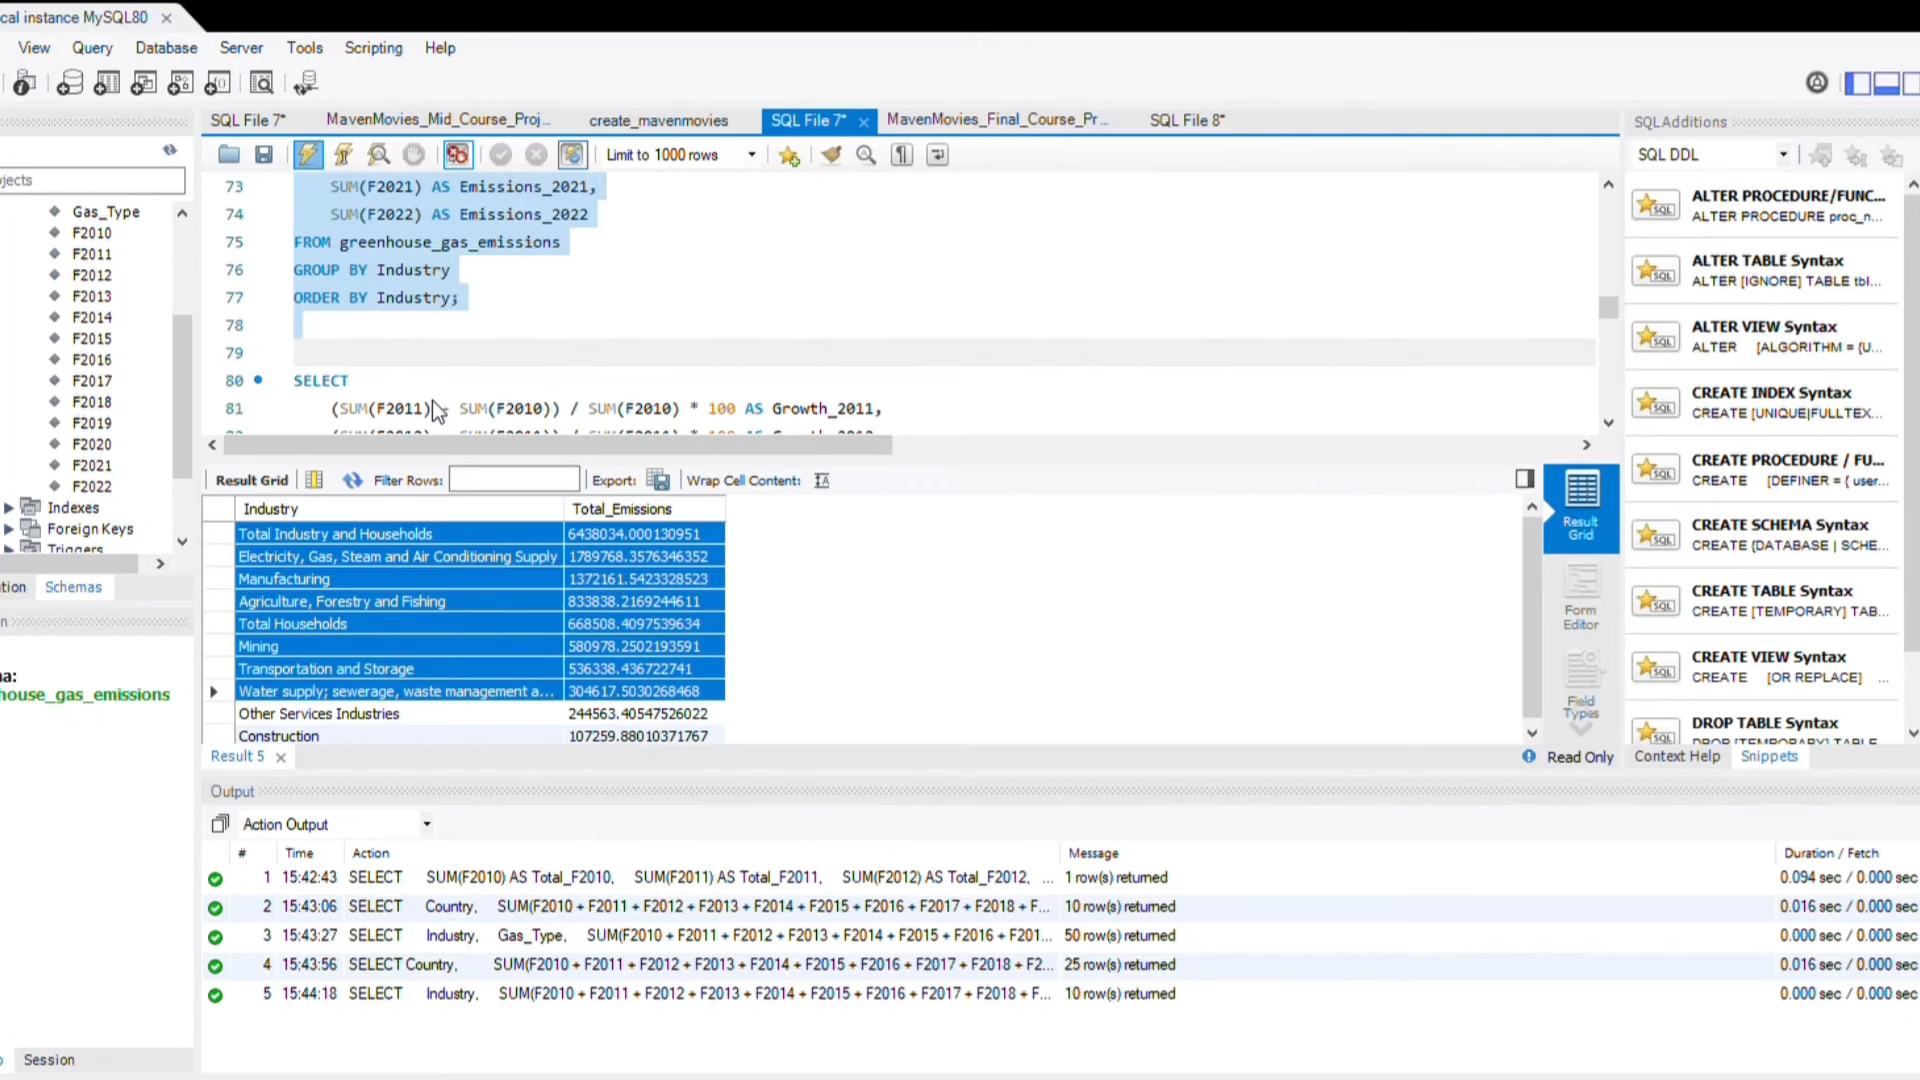 cal instance MySQL80
View Query Database Server Tools Scripting Help
SQL File 7* MavenMovies_Mid_Course_Proj... create_mavenmovies SQL File 7* MavenMovies_Final_Course_Pr... SQL File 8*
SQLAdditions
Limit to 1000 rows
SQL DDL
jects
Gas_Type
F2010
F2011
F2012
F2013
F2014
F2015
F2016
F2017
F2018
F2019
F2020
F2021
F2022
Indexes
Foreign Keys
Triggers
tion Schemas
n
na:
house_gas_emissions
Session
73 SUM(F2021) AS Emissions_2021,
74 SUM(F2022) AS Emissions_2022
75 FROM greenhouse_gas_emissions
76 GROUP BY Industry
77 ORDER BY Industry;
78
79
80 SELECT
81 (SUM(F2011) - SUM(F2010)) / SUM(F2010) * 100 AS Growth_2011,
Result Grid Filter Rows: Export: Wrap Cell Content:
Industry Total_Emissions
Total Industry and Households 6438034.000130951
Electricity, Gas, Steam and Air Conditioning Supply 1789768.3576346352
Manufacturing 1372161.5423328523
Agriculture, Forestry and Fishing 833838.2169244611
Total Households 668508.4097539634
Mining 580978.2502193591
Transportation and Storage 536338.436722741
Water supply; sewerage, waste management a... 304617.5030268468
Other Services Industries 244563.40547526022
Construction 107259.88010371767
Result 5
Read Only
Result
Grid
Form
Editor
Field
Types
ALTER PROCEDURE/FUNC...
ALTER PROCEDURE proc_n...
ALTER TABLE Syntax
ALTER [IGNORE] TABLE tbl...
ALTER VIEW Syntax
ALTER [ALGORITHM = {U...
CREATE INDEX Syntax
CREATE [UNIQUE|FULLTEX...
CREATE PROCEDURE / FU...
CREATE [DEFINER = { user...
CREATE SCHEMA Syntax
CREATE {DATABASE | SCHE...
CREATE TABLE Syntax
CREATE [TEMPORARY] TAB...
CREATE VIEW Syntax
CREATE [OR REPLACE] ...
DROP TABLE Syntax
DROP [TEMPORARY] TABLE
Context Help Snippets
Output
Action Output
# Time Action Message Duration / Fetch
1 15:42:43 SELECT SUM(F2010) AS Total_F2010, SUM(F2011) AS Total_F2011, SUM(F2012) AS Total_F2012, ... 1 row(s) returned 0.094 sec / 0.000 sec
2 15:43:06 SELECT Country, SUM(F2010 + F2011 + F2012 + F2013 + F2014 + F2015 + F2016 + F2017 + F2018 + F... 10 row(s) returned 0.016 sec / 0.000 sec
3 15:43:27 SELECT Industry, Gas_Type, SUM(F2010 + F2011 + F2012 + F2013 + F2014 + F2015 + F2016 + F201... 50 row(s) returned 0.000 sec / 0.000 sec
4 15:43:56 SELECT Country, SUM(F2010 + F2011 + F2012 + F2013 + F2014 + F2015 + F2016 + F2017 + F2018 + F2... 25 row(s) returned 0.016 sec / 0.000 sec
5 15:44:18 SELECT Industry, SUM(F2010 + F2011 + F2012 + F2013 + F2014 + F2015 + F2016 + F2017 + F2018 + F... 10 row(s) returned 0.000 sec / 0.000 sec